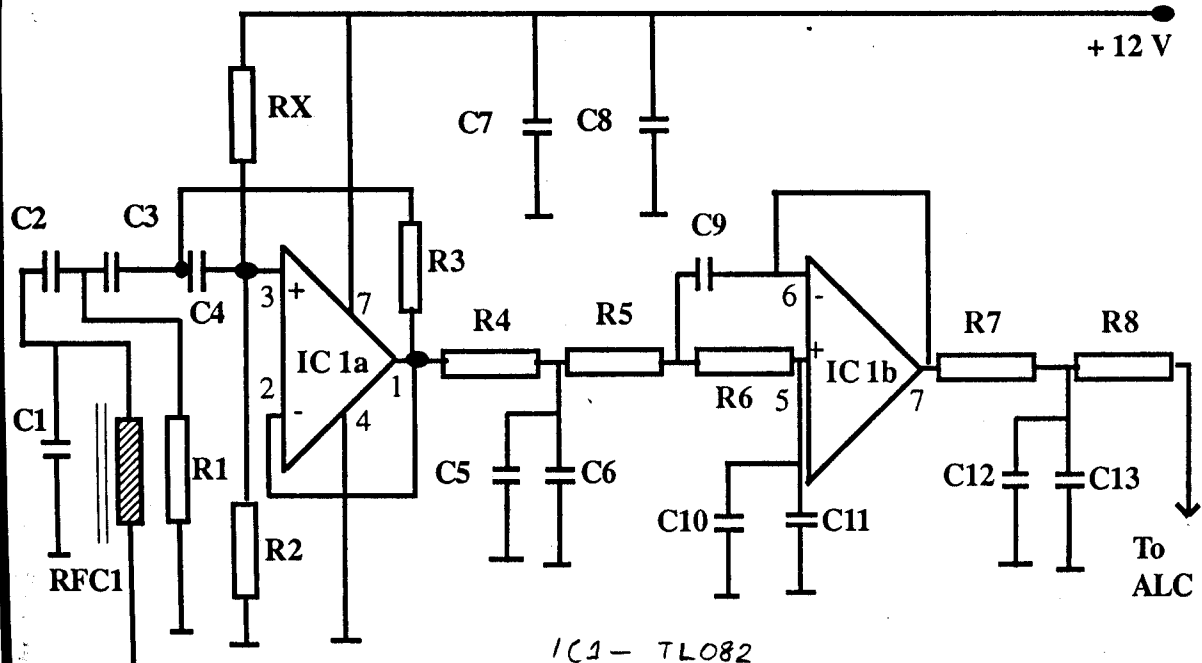 + 12 V
RX
C7
C8
C2
C3
C9
R3
3
+
7
6
-
C4
R4
R5
R7
R8
IC 1a
+
IC 1b
2
1
R6
5
7
-
4
C1
R1
C5
C6
C12
C13
C10
C11
R2
To
ALC
RFC1
IC1 - TL082